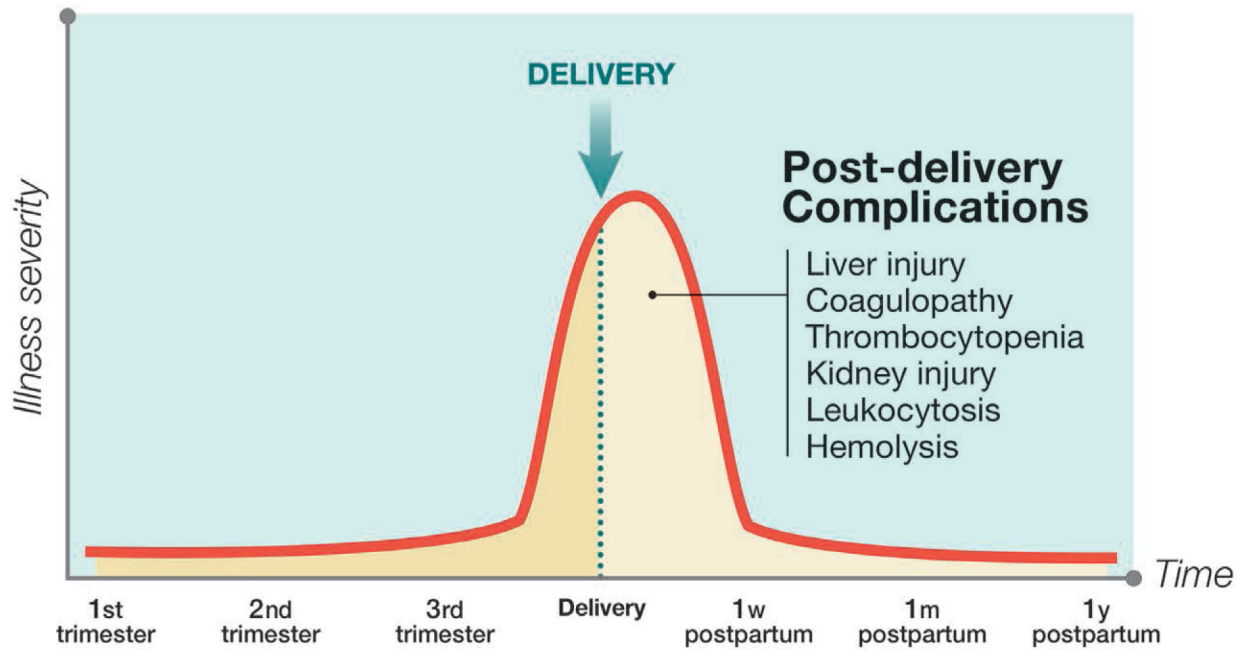 DELIVERY
Post-delivery
Complications
Liver injury
Coagulopathy
Thrombocytopenia
Kidney injury
Leukocytosis
Hemolysis
Illness severity
Time
1st
trimester
2nd
trimester
3rd
trimester
Delivery
1w
postpartum
1m
postpartum
1y
postpartum